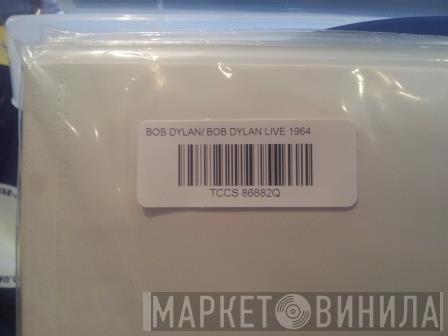 BOB DYLAN/ BOB DYLAN LIVE 1964
TCCS 86882Q
МАРКЕТ ВИНИЛА